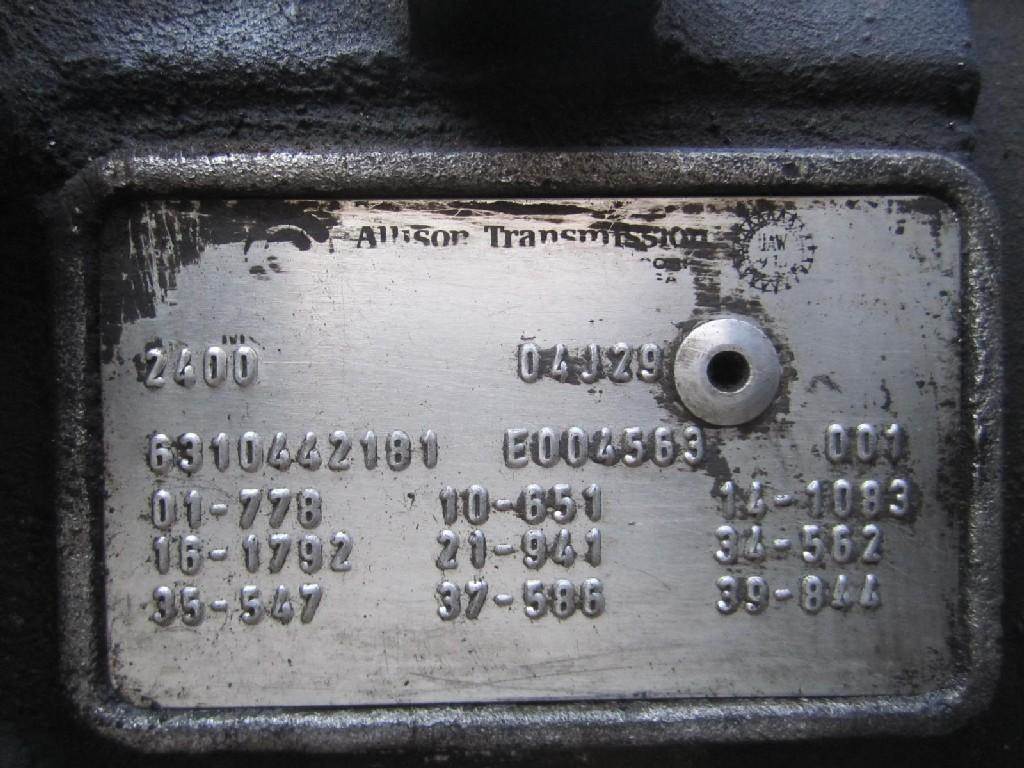 Allison Transmission
UAW
2400 04J29
6310442181 E004563 001
01-778 10-651 14-1083
16-1792 21-941 34-562
35-547 37-586 39-844